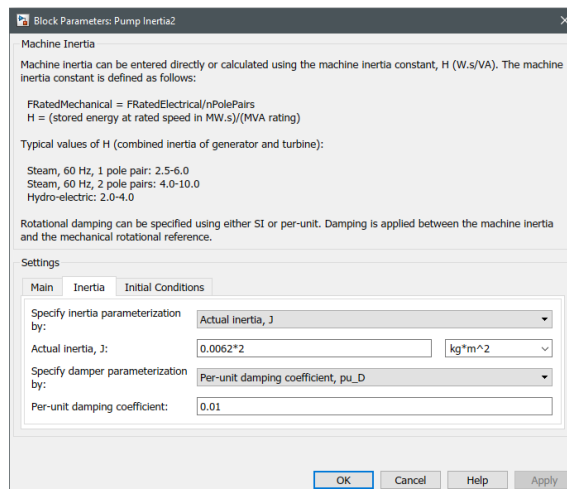 Block Parameters: Pump Inertia2
Machine Inertia
Machine inertia can be entered directly or calculated using the machine inertia constant, H (W.s/VA). The machine
inertia constant is defined as follows:
FRatedMechanical = FRatedElectrical/nPolePairs
H = (stored energy at rated speed in MW.s)/(MVA rating)
Typical values of H (combined inertia of generator and turbine):
Steam, 60 Hz, 1 pole pair: 2.5-6.0
Steam, 60 Hz, 2 pole pairs: 4.0-10.0
Hydro-electric: 2.0-4.0
Rotational damping can be specified using either SI or per-unit. Damping is applied between the machine inertia
and the mechanical rotational reference.
Settings
Main Inertia Initial Conditions
Specify inertia parameterization
by: Actual inertia, J
Actual inertia, J: 0.0062*2 kg*m^2
Specify damper parameterization
by: Per-unit damping coefficient, pu_D
Per-unit damping coefficient: 0.01
OK Cancel Help Apply